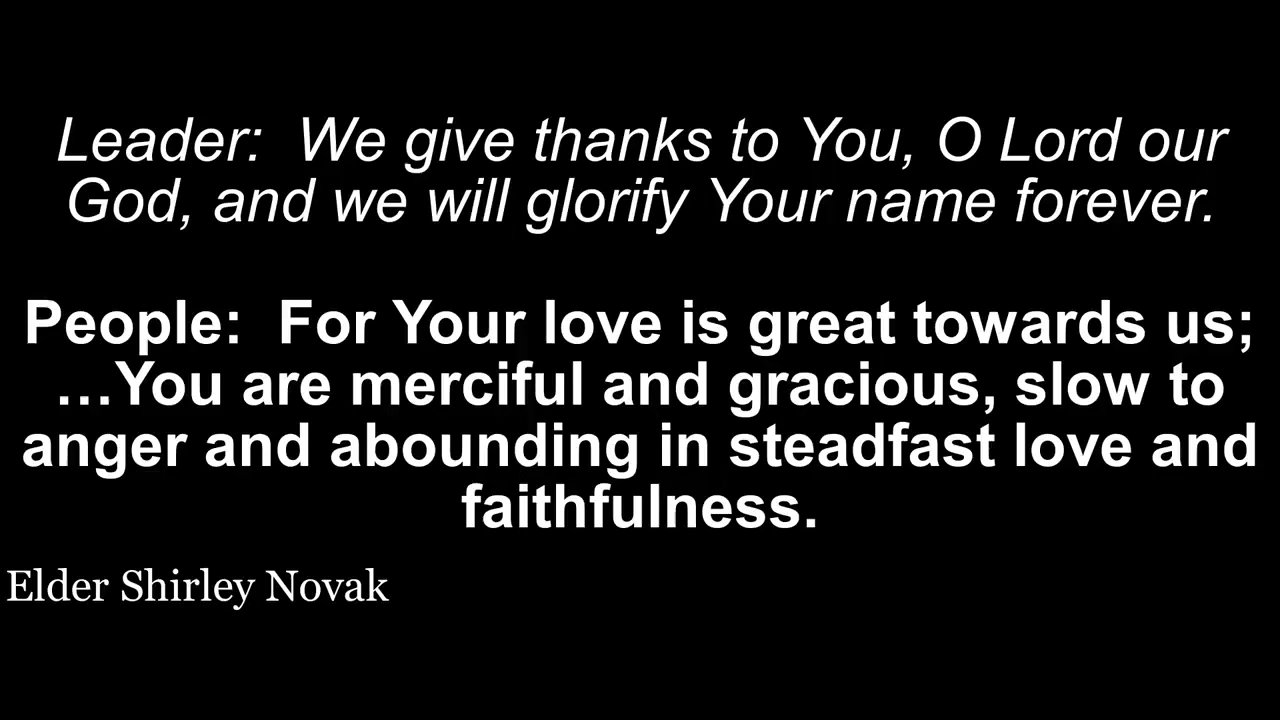 Leader:  We give thanks to You, O Lord our
God, and we will glorify Your name forever.
People:  For Your love is great towards us;
…You are merciful and gracious, slow to
anger and abounding in steadfast love and
faithfulness.
Elder Shirley Novak